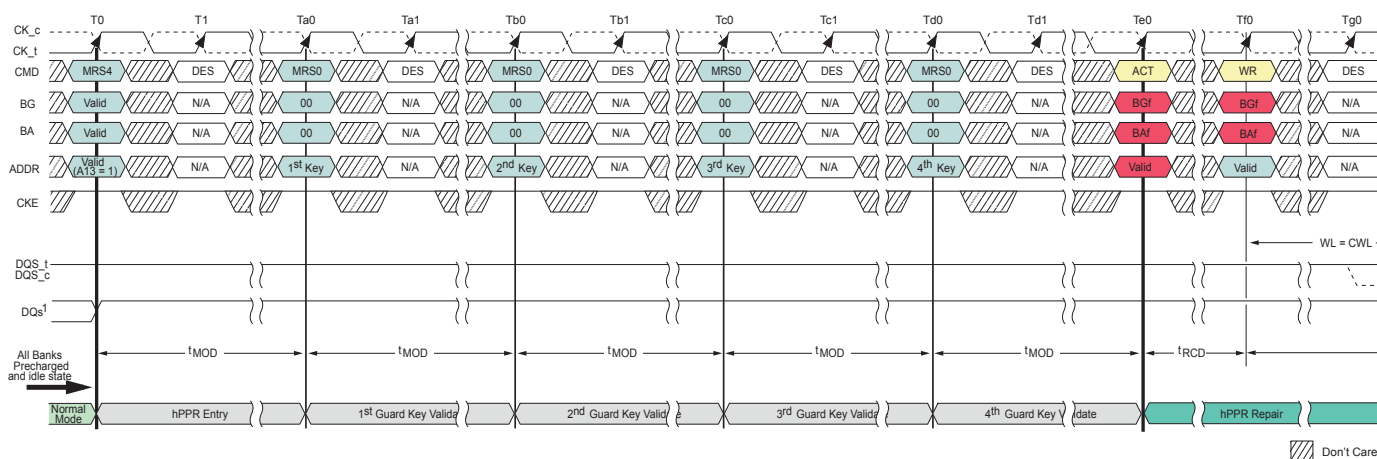 T0 T1 Ta0 Ta1 Tb0 Tb1 Tc0 Tc1 Td0 Td1 Te0 Tf0 Tg0
CK_c
CK_t
CMD MRS4 DES MRS0 DES MRS0 DES MRS0 DES MRS0 DES ACT WR DES
BG Valid N/A 00 N/A 00 N/A 00 N/A 00 N/A BGf BGf N/A
BA Valid N/A 00 N/A 00 N/A 00 N/A 00 N/A BAf BAf N/A
ADDR Valid (A13 = 1) N/A 1st Key N/A 2nd Key N/A 3rd Key N/A 4th Key N/A Valid Valid N/A
CKE
WL = CWL
DQS_t
DQS_c
DQs1
tMOD tMOD tMOD tMOD tMOD tRCD
All Banks
Precharged
and idle state
Normal Mode hPPR Entry 1st Guard Key Valida 2nd Guard Key Valid e 3rd Guard Key Valida e 4th Guard Key V idate hPPR Repair
Don't Care